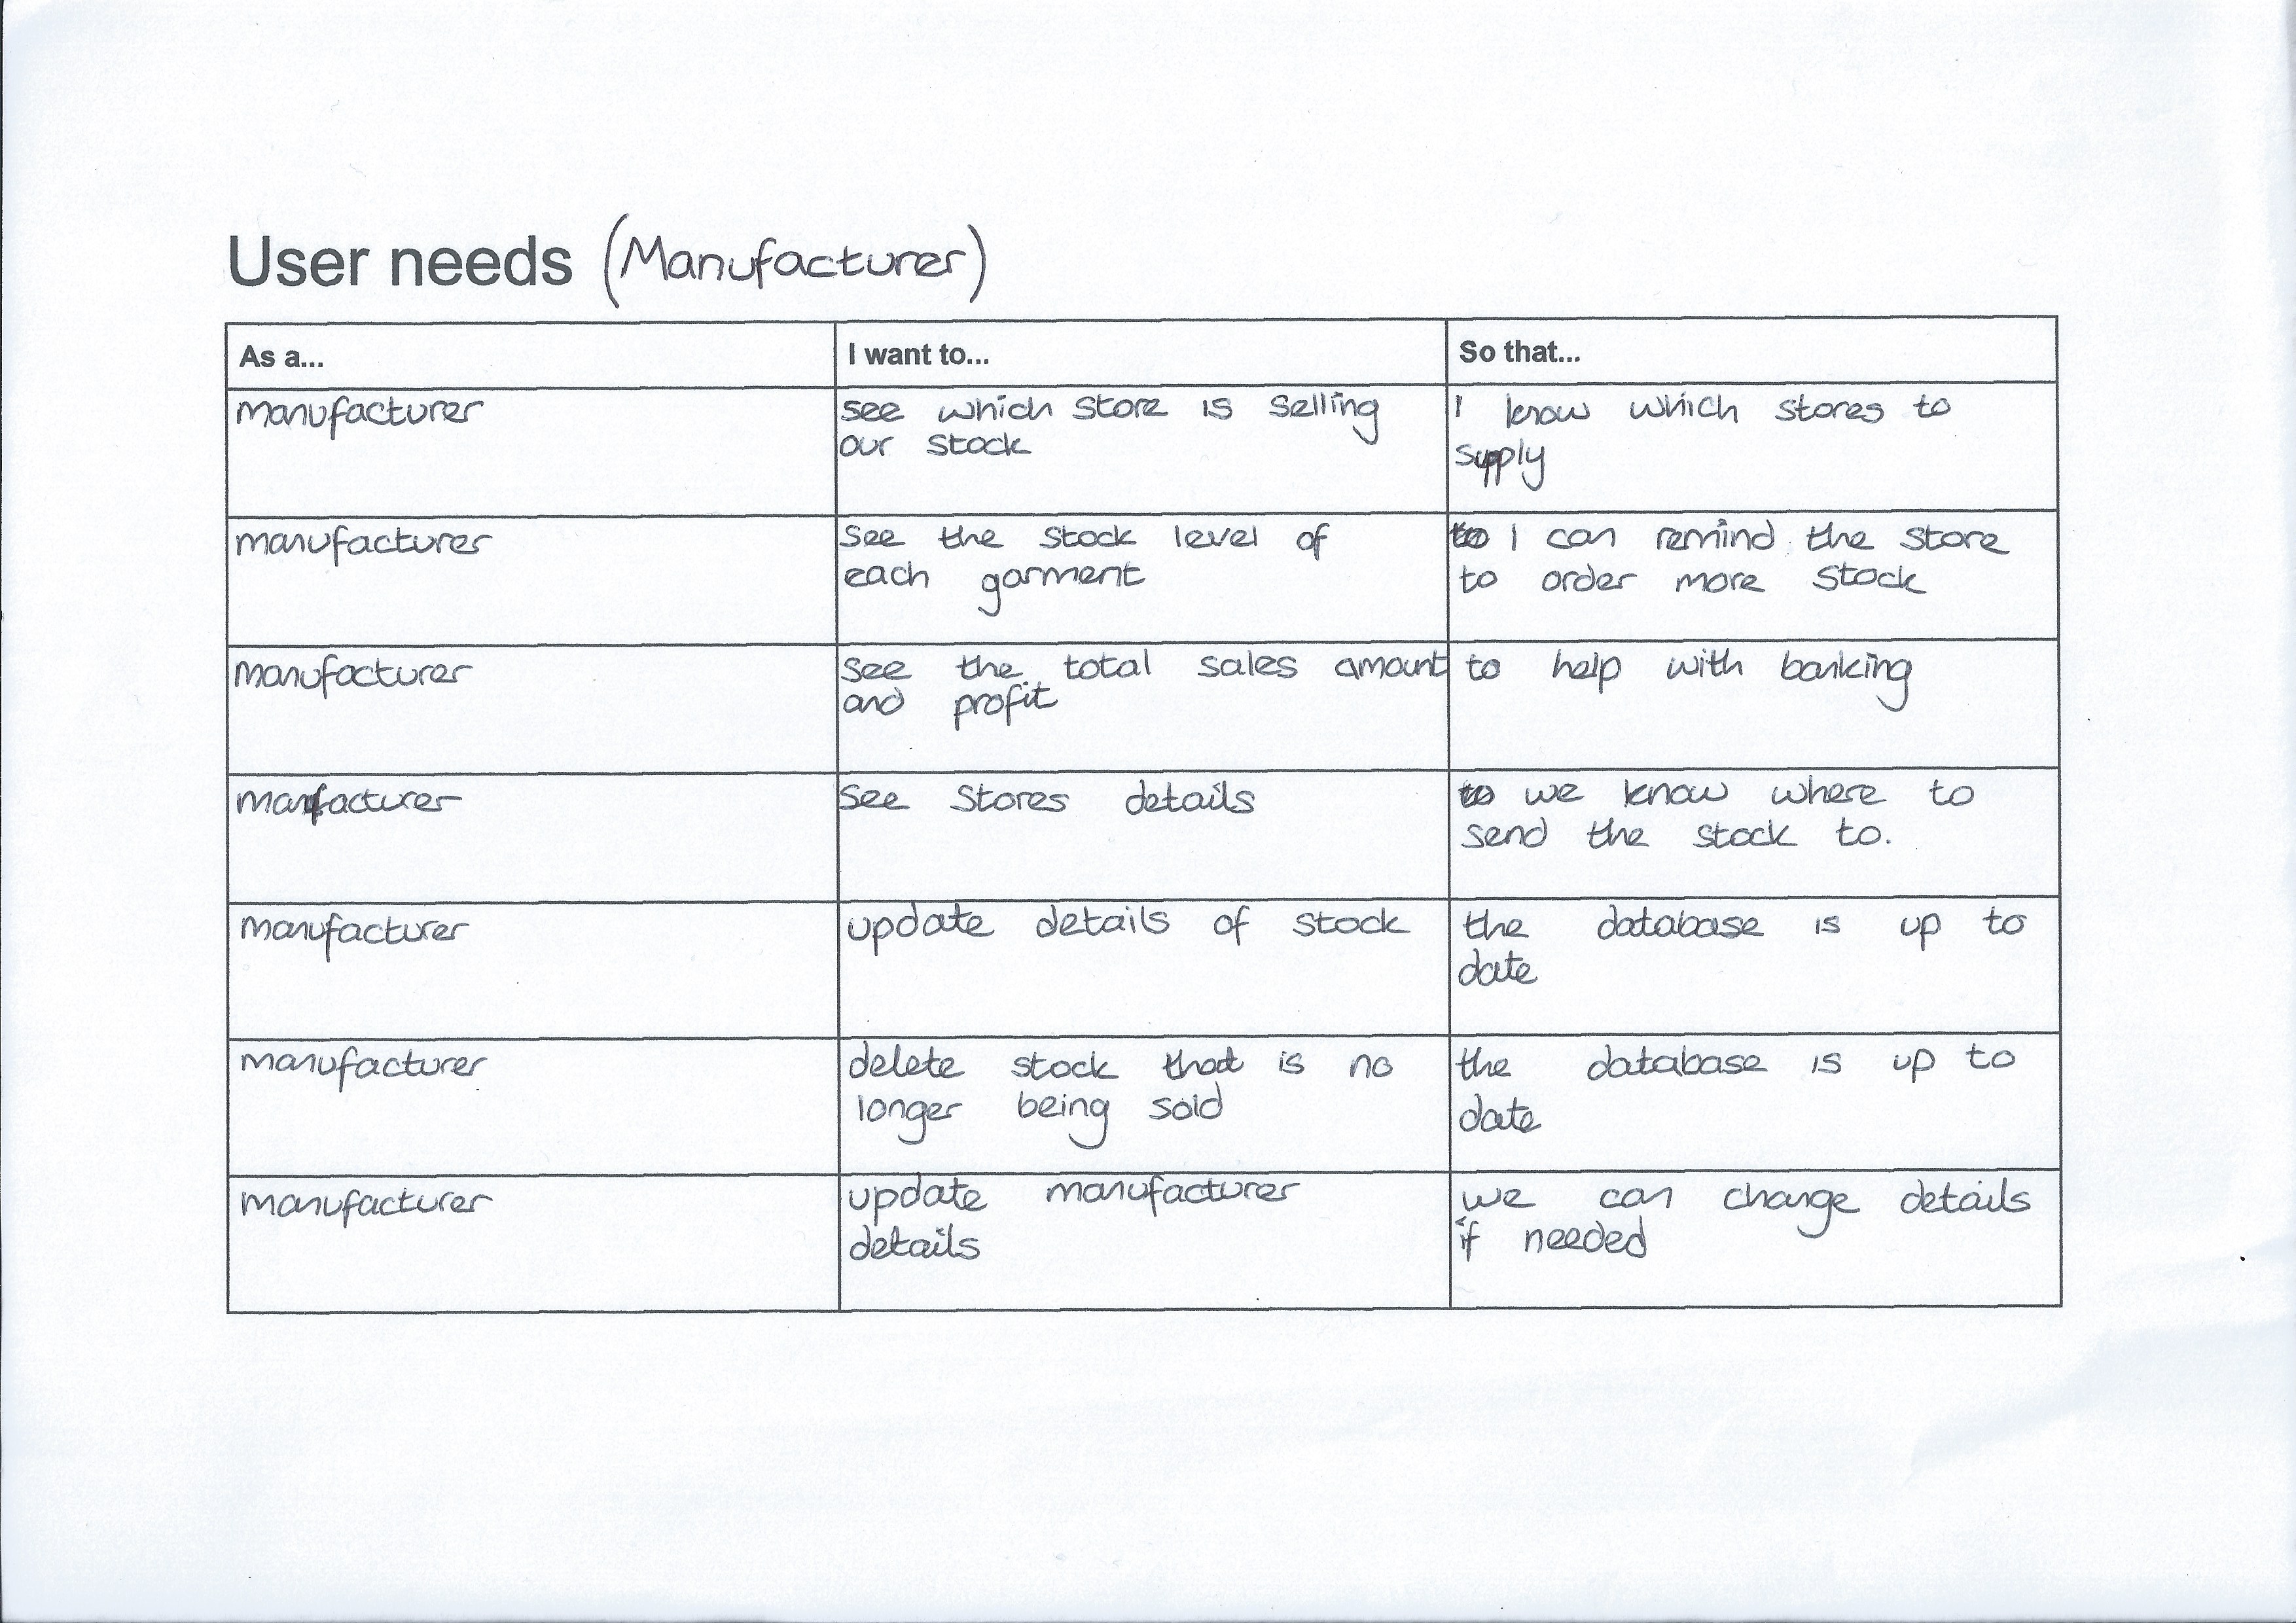 User needs (Manufacturer)
As a... I want to... So that...
manufacturer see which store is selling I know which stores to
our stock supply
manufacturer see the stock level of I can remind the store
each garment to order more stock
manufacturer see the total sales amount to help with banking
and profit
manufacturer see stores details we know where to
send the stock to.
manufacturer update details of stock the database is up to
date
manufacturer delete stock that is no the database is up to
longer being sold date
manufacturer update manufacturer we can change details
details if needed